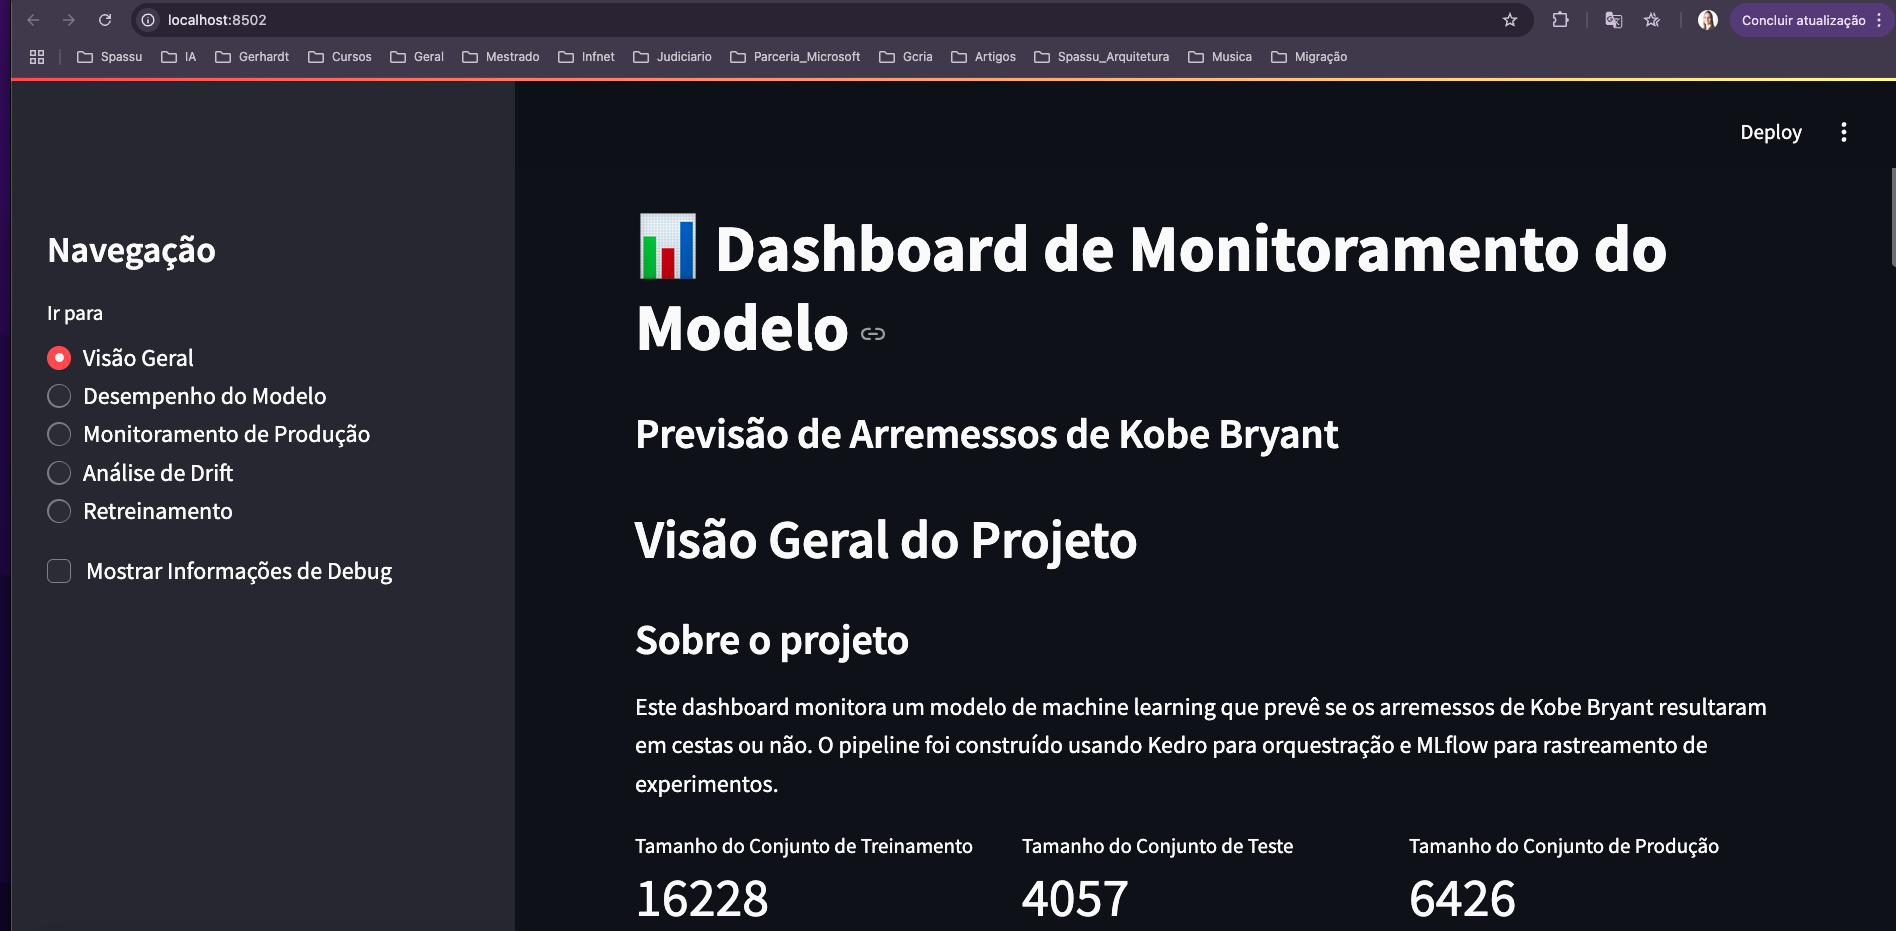 localhost:8502
Concluir atualização
Spassu IA Gerhardt Cursos Geral Mestrado Infnet Judiciario Parceria_Microsoft Gcria Artigos Spassu_Arquitetura Musica Migração
Deploy
Navegação
Ir para
Visão Geral
Desempenho do Modelo
Monitoramento de Produção
Análise de Drift
Retreinamento
Mostrar Informações de Debug
Dashboard de Monitoramento do
Modelo
Previsão de Arremessos de Kobe Bryant
Visão Geral do Projeto
Sobre o projeto
Este dashboard monitora um modelo de machine learning que prevê se os arremessos de Kobe Bryant resultaram
em cestas ou não. O pipeline foi construído usando Kedro para orquestração e MLflow para rastreamento de
experimentos.
Tamanho do Conjunto de Treinamento Tamanho do Conjunto de Teste Tamanho do Conjunto de Produção
16228 4057 6426